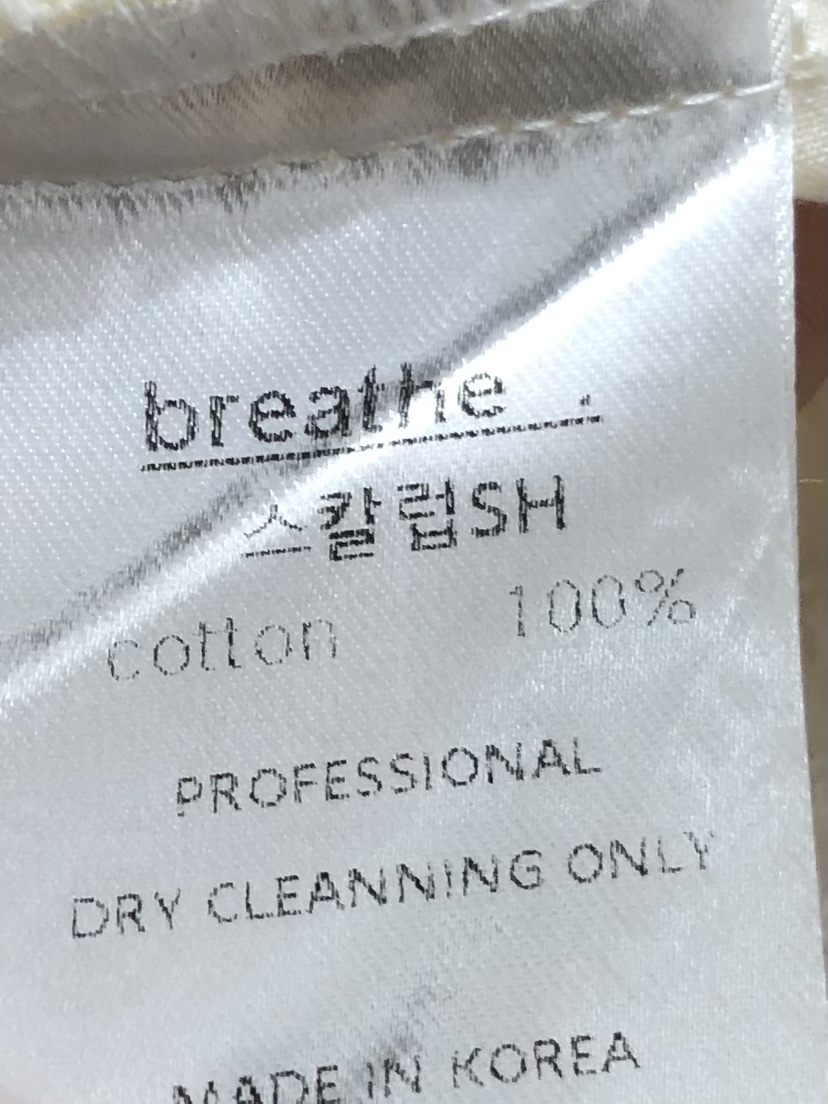 breathe .
스칼럽SH
cotton 100%
PROFESSIONAL
DRY CLEANNING ONLY
MADE IN KOREA